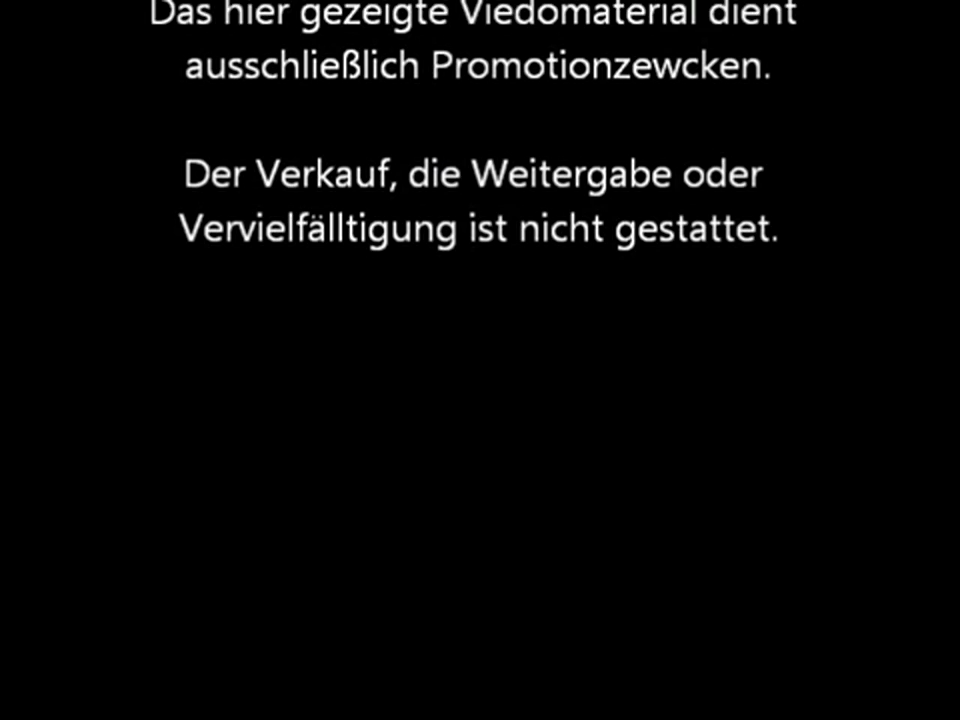 Das hier gezeigte Viedomaterial dient
ausschließlich Promotionzewcken.
Der Verkauf, die Weitergabe oder
Vervielfälltigung ist nicht gestattet.